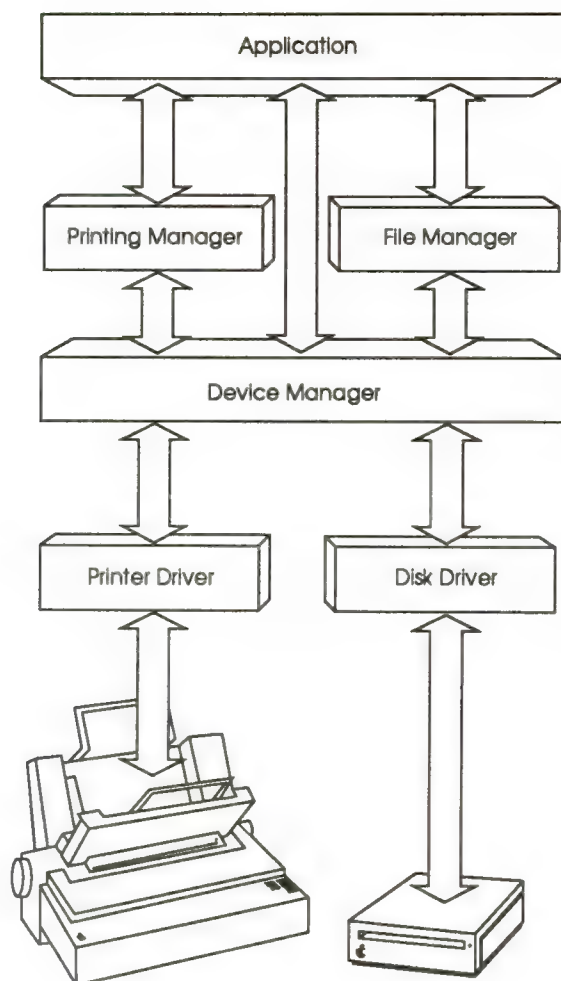 Application
Printing Manager
File Manager
Device Manager
Printer Driver
Disk Driver